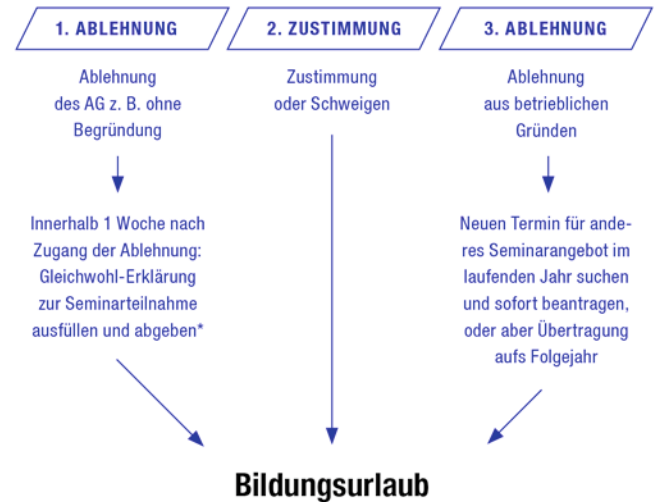 1. ABLEHNUNG
Ablehnung
des AG z. B. ohne
Begründung
Innerhalb 1 Woche nach
Zugang der Ablehnung:
Gleichwohl-Erklärung
zur Seminarteilnahme
ausfüllen und abgeben*
2. ZUSTIMMUNG
Zustimmung
oder Schweigen
3. ABLEHNUNG
Ablehnung
aus betrieblichen
Gründen
Neuen Termin für ande-
res Seminarangebot im
laufenden Jahr suchen
und sofort beantragen,
oder aber Übertragung
aufs Folgejahr
Bildungsurlaub